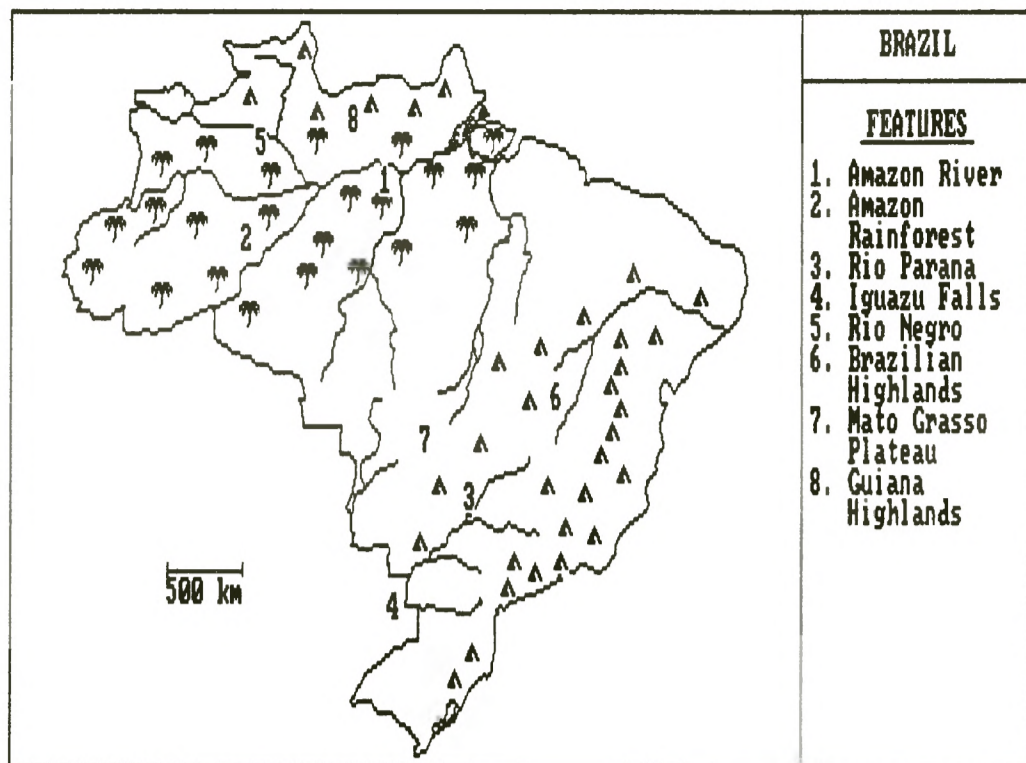 BRAZIL
FEATURES
1. Amazon River
2. Amazon
Rainforest
3. Rio Parana
4. Iguazu Falls
5. Rio Negro
6. Brazilian
Highlands
7. Mato Grasso
Plateau
8. Guiana
Highlands
8
5
1
2
6
7
3
4
500 km